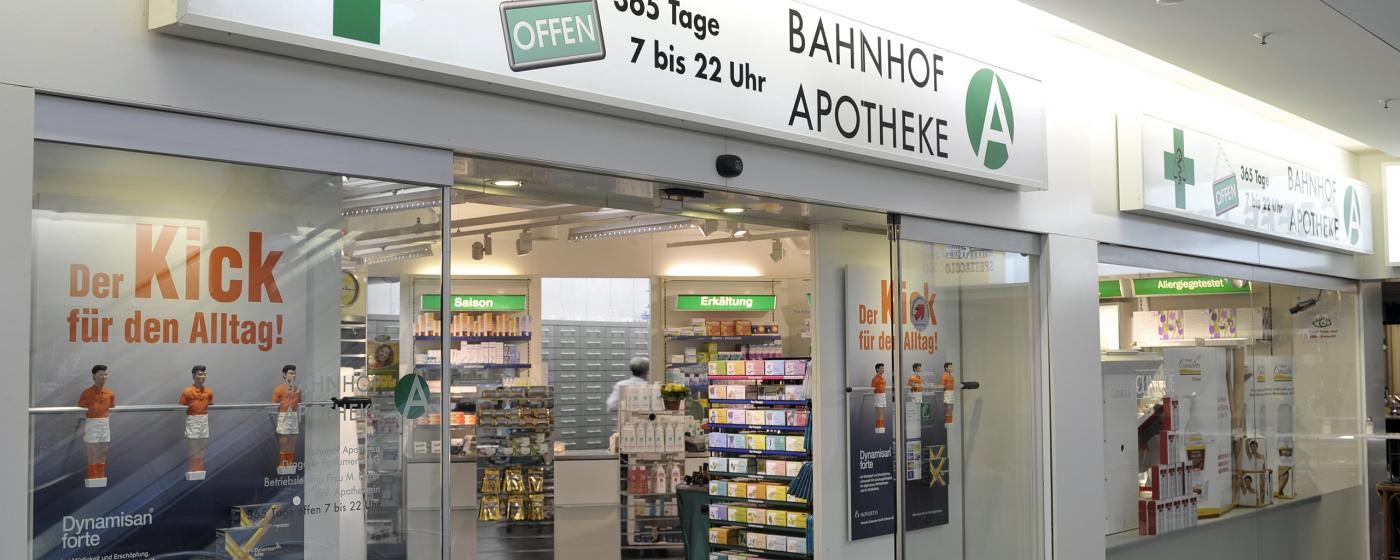 OFFEN
365 Tage
7 bis 22 Uhr
BAHNHOF
APOTHEKE
A
OFFEN
365 Tage
7 bis 22 Uhr
BAHNHOF
APOTHEKE
A
Der Kick
für den Alltag!
Dynamisan®
forte
365 Tage offen 7 bis 22 Uhr
Saison
Erkältung
Der Kick
für den Alltag!
Dynamisan
forte
NOVARTIS
Allergiegetestet
CLINIQUE